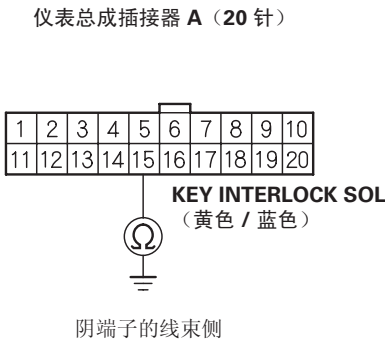 仪表总成插接器 A（20 针）
1 2 3 4 5 6 7 8 9 10
11 12 13 14 15 16 17 18 19 20
KEY INTERLOCK SOL
（黄色 / 蓝色）
Ω
阴端子的线束侧